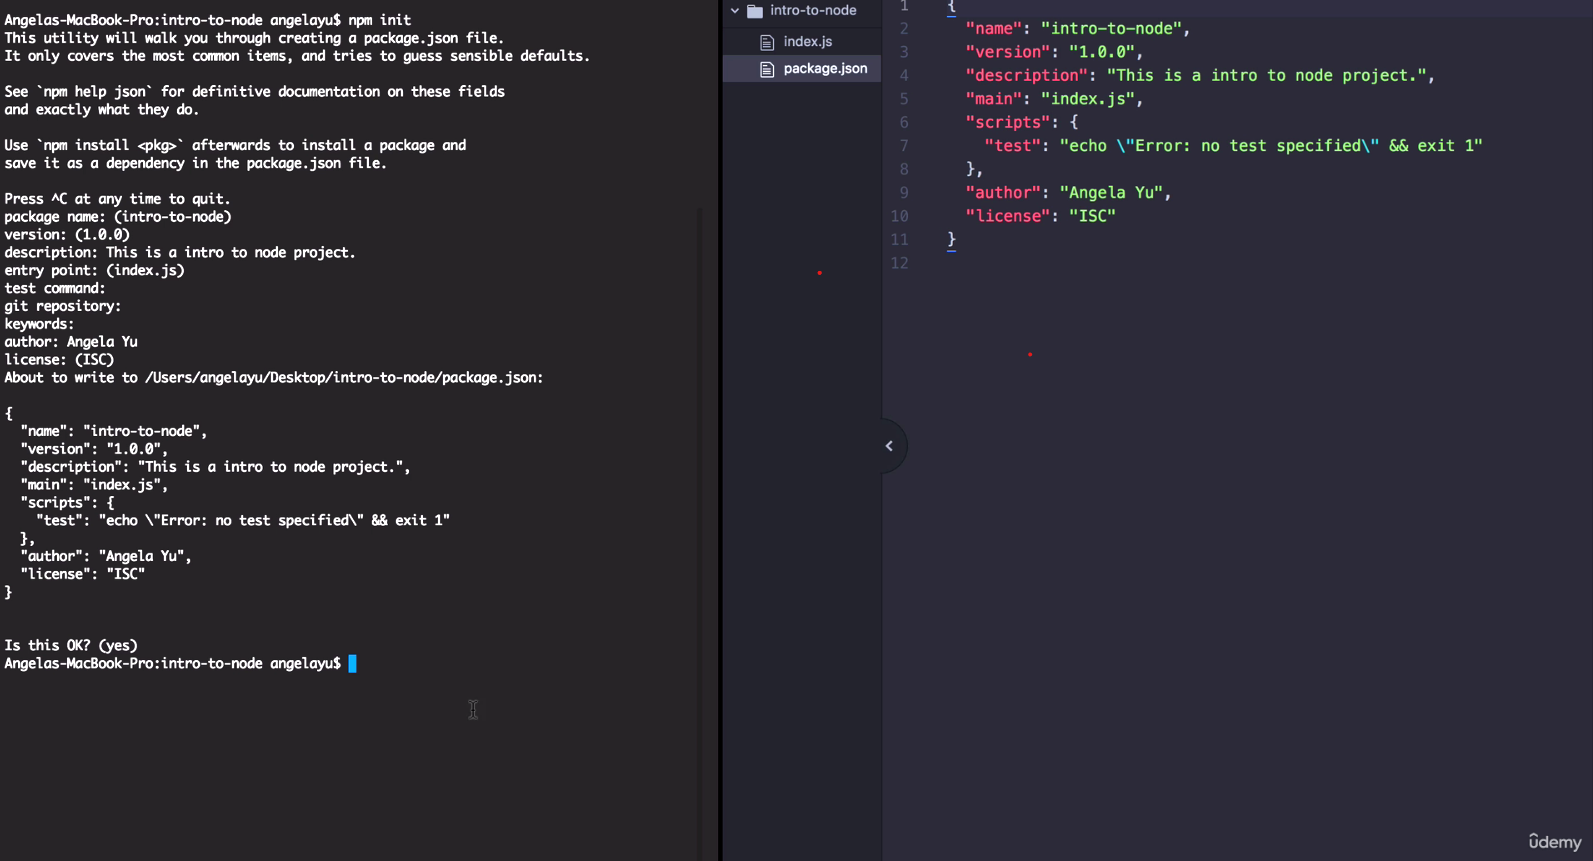 Angelas-MacBook-Pro:intro-to-node angelayu$ npm init
This utility will walk you through creating a package.json file.
It only covers the most common items, and tries to guess sensible defaults.
See `npm help json` for definitive documentation on these fields
and exactly what they do.
Use `npm install <pkg>` afterwards to install a package and
save it as a dependency in the package.json file.
Press ^C at any time to quit.
package name: (intro-to-node)
version: (1.0.0)
description: This is a intro to node project.
entry point: (index.js)
test command:
git repository:
keywords:
author: Angela Yu
license: (ISC)
About to write to /Users/angelayu/Desktop/intro-to-node/package.json:
{
  "name": "intro-to-node",
  "version": "1.0.0",
  "description": "This is a intro to node project.",
  "main": "index.js",
  "scripts": {
    "test": "echo \"Error: no test specified\" && exit 1"
  },
  "author": "Angela Yu",
  "license": "ISC"
}
Is this OK? (yes)
Angelas-MacBook-Pro:intro-to-node angelayu$
intro-to-node
index.js
package.json
1 {
2   "name": "intro-to-node",
3   "version": "1.0.0",
4   "description": "This is a intro to node project.",
5   "main": "index.js",
6   "scripts": {
7     "test": "echo \"Error: no test specified\" && exit 1"
8   },
9   "author": "Angela Yu",
10   "license": "ISC"
11 }
12
ûdemy